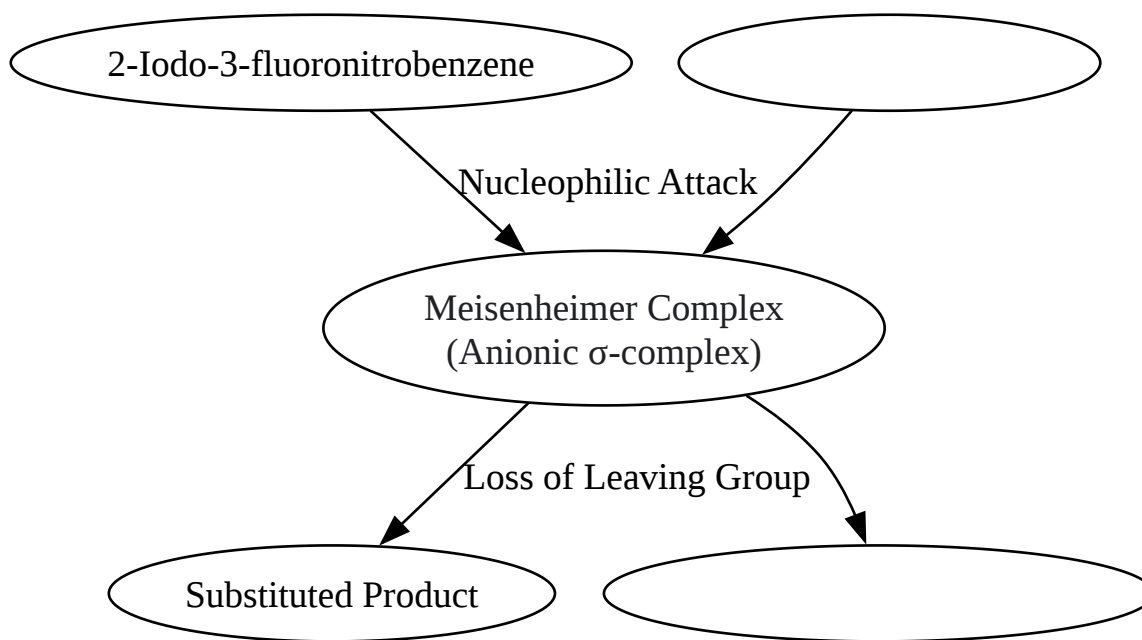 2-Iodo-3-fluoronitrobenzene
Nucleophilic Attack
Meisenheimer Complex
(Anionic σ-complex)
Loss of Leaving Group
Substituted Product